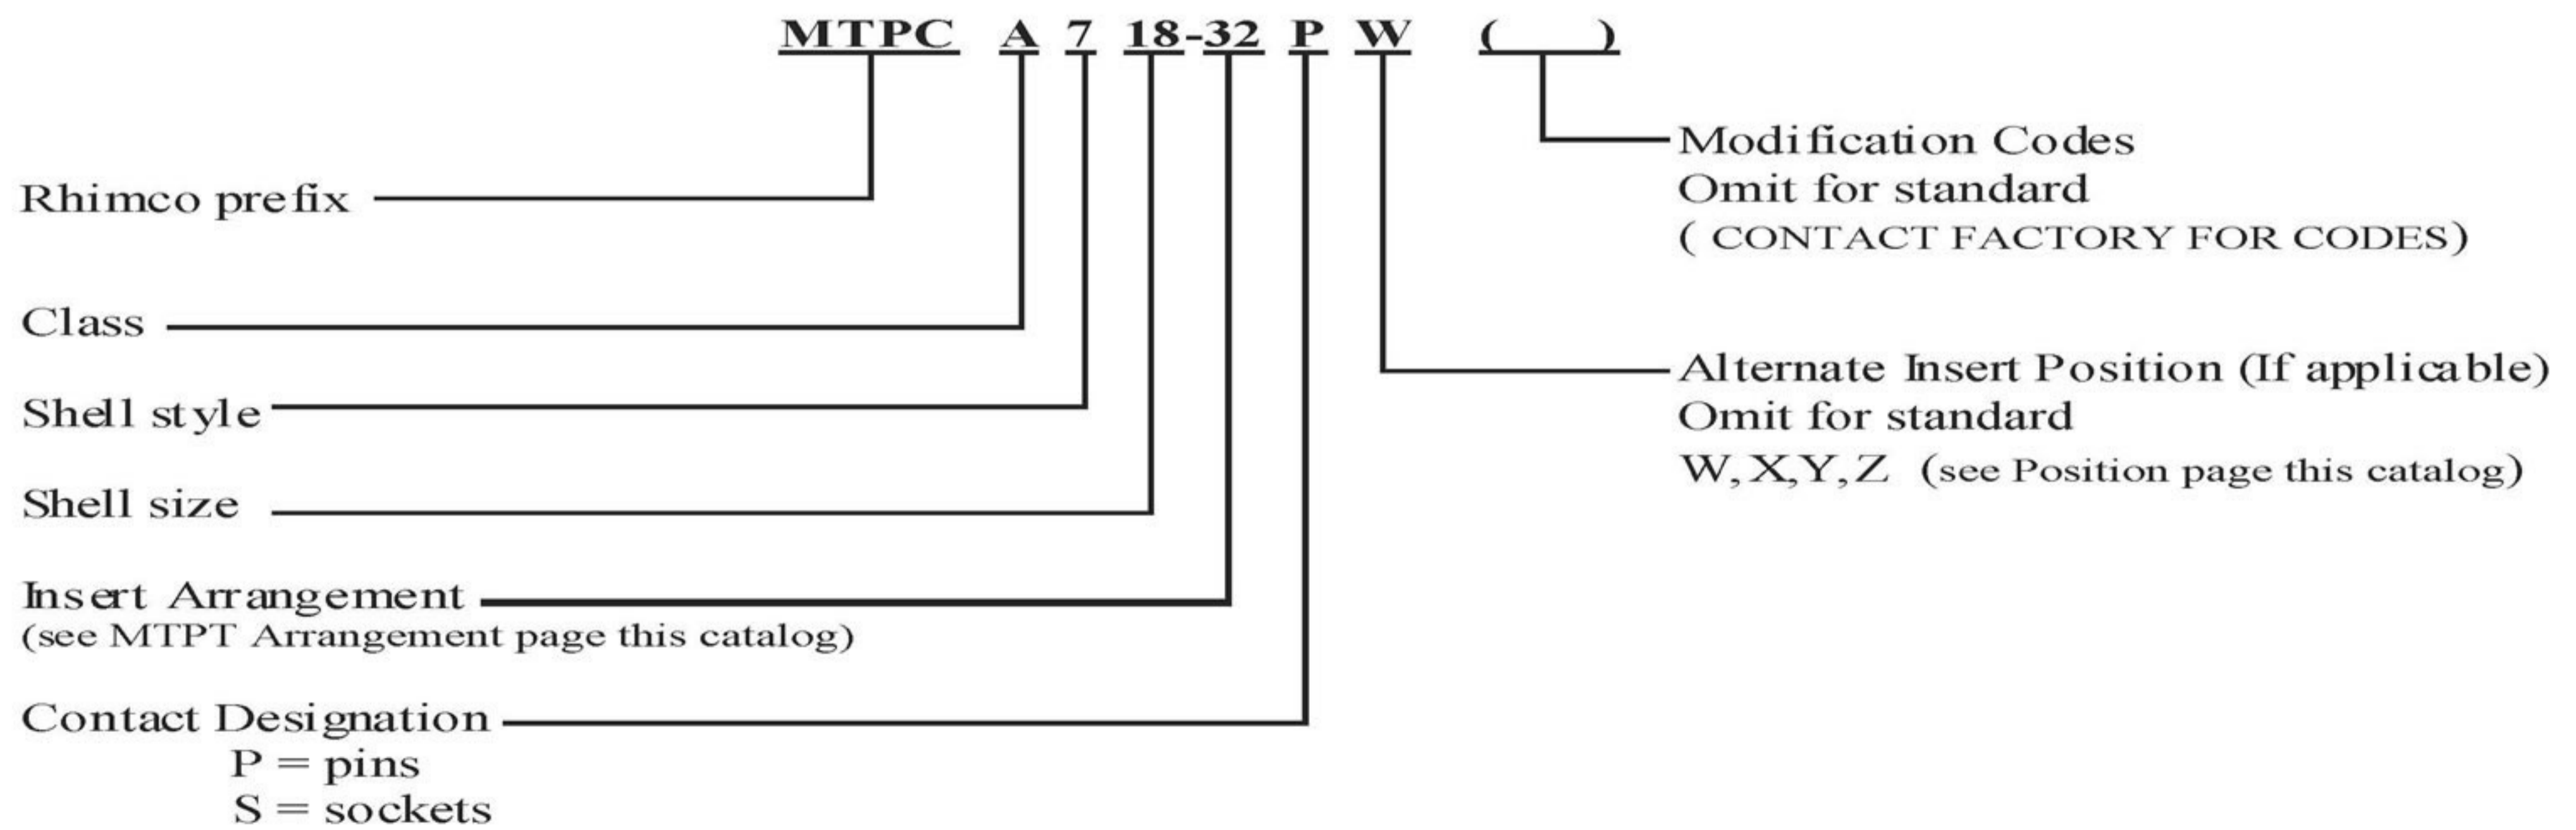 MTPC A 7 18-32 P W ( )
Rhimco prefix
Class
Shell style
Shell size
Insert Arrangement
(see MTPT Arrangement page this catalog)
Contact Designation
P = pins
S = sockets
Modification Codes
Omit for standard
( CONTACT FACTORY FOR CODES)
Alternate Insert Position (If applicable)
Omit for standard
W,X,Y,Z (see Position page this catalog)